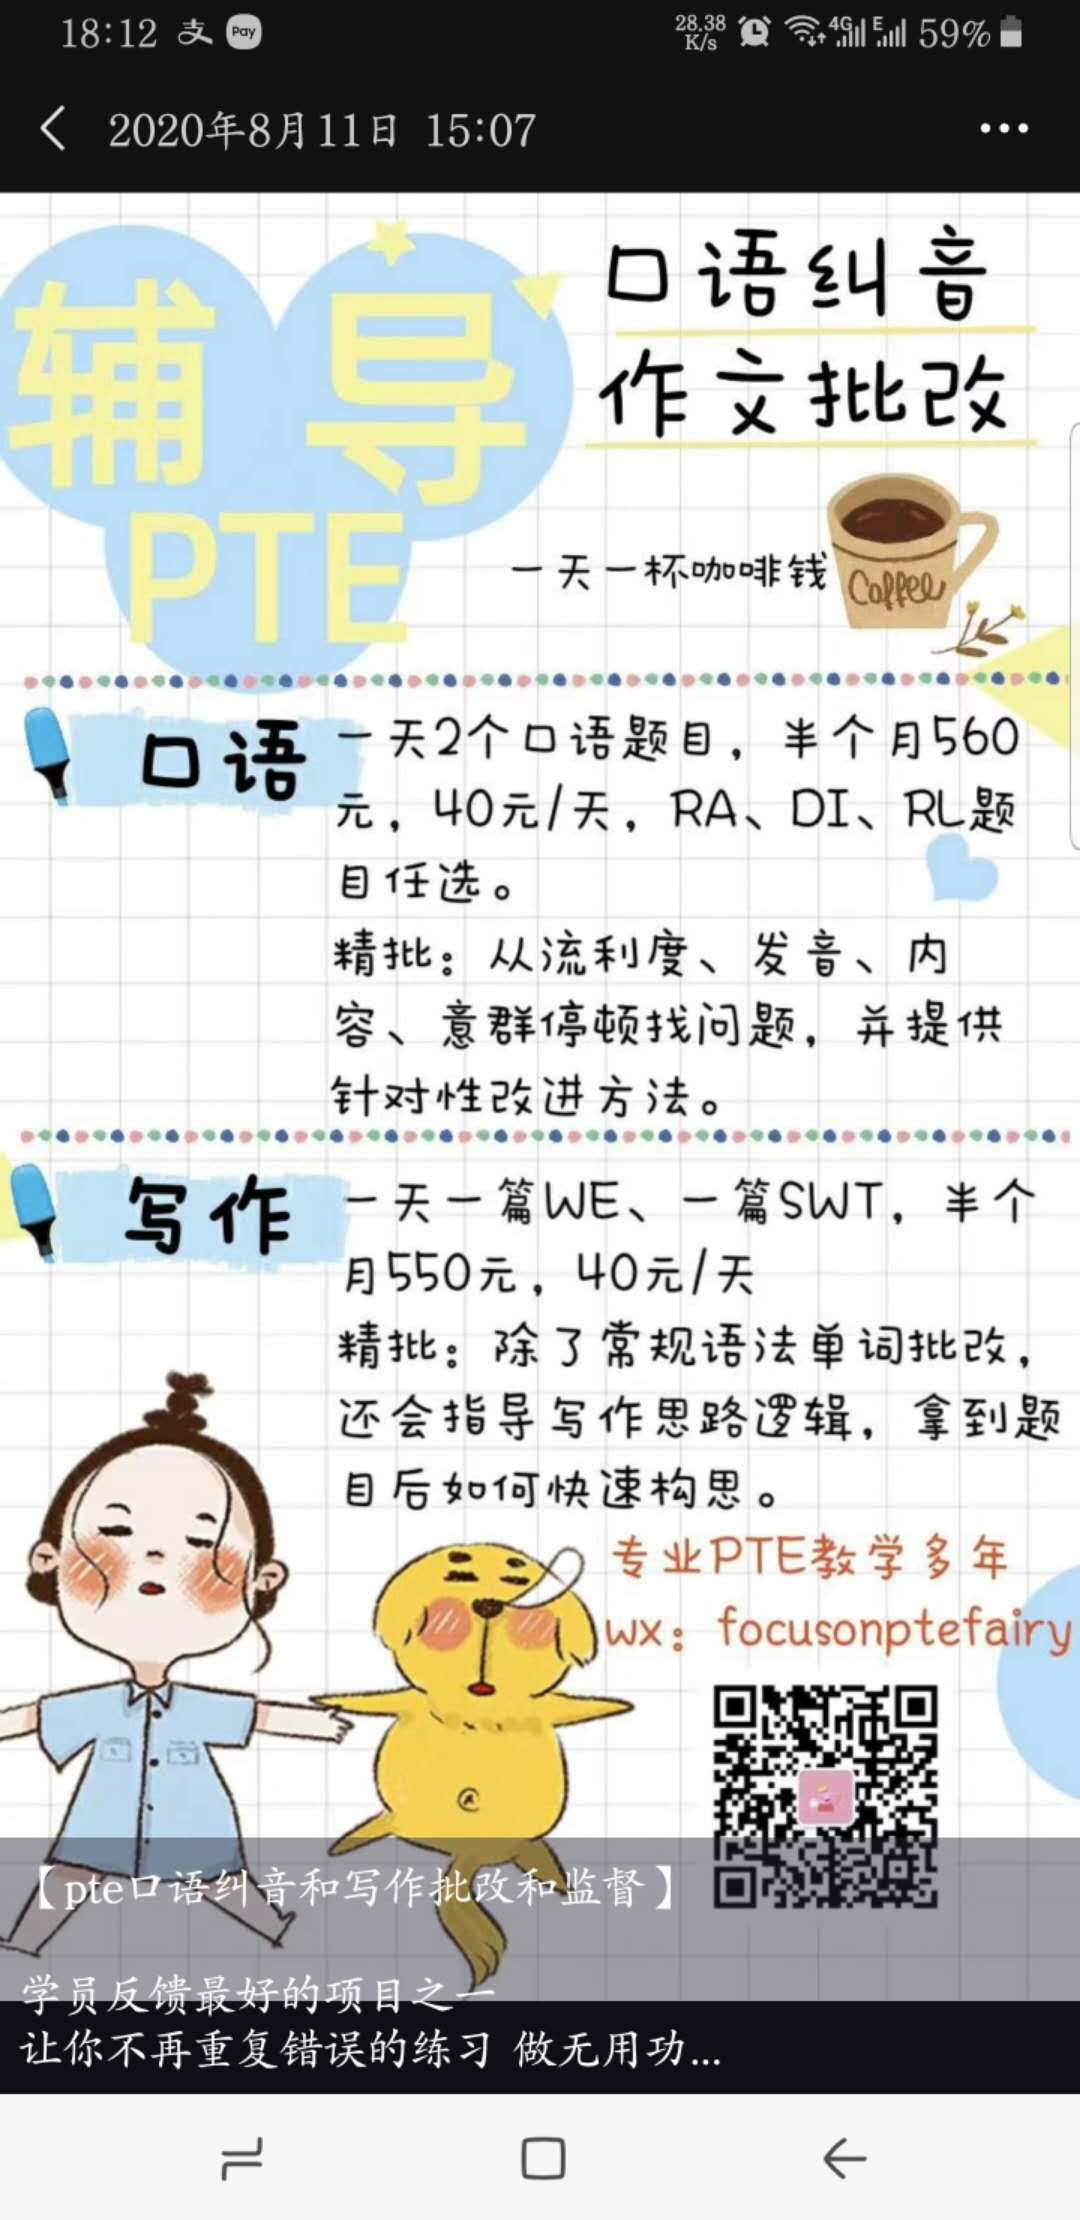 18:12 支 Pay 28.38 K/s 4G E 59%
2020年8月11日 15:07
辅导
PTE
口语纠音
作文批改
一天一杯咖啡钱
Coffee
口语
一天2个口语题目，半个月560
元，40元/天，RA、DI、RL题
目任选。
精批：从流利度、发音、内
容、意群停顿找问题，并提供
针对性改进方法。
写作
一天一篇WE、一篇SWT，半个
月550元，40元/天
精批：除了常规语法单词批改，
还会指导写作思路逻辑，拿到题
目后如何快速构思。
专业PTE教学多年
wx：focusonptefairy
【pte口语纠音和写作批改和监督】
学员反馈最好的项目之一
让你不再重复错误的练习 做无用功...